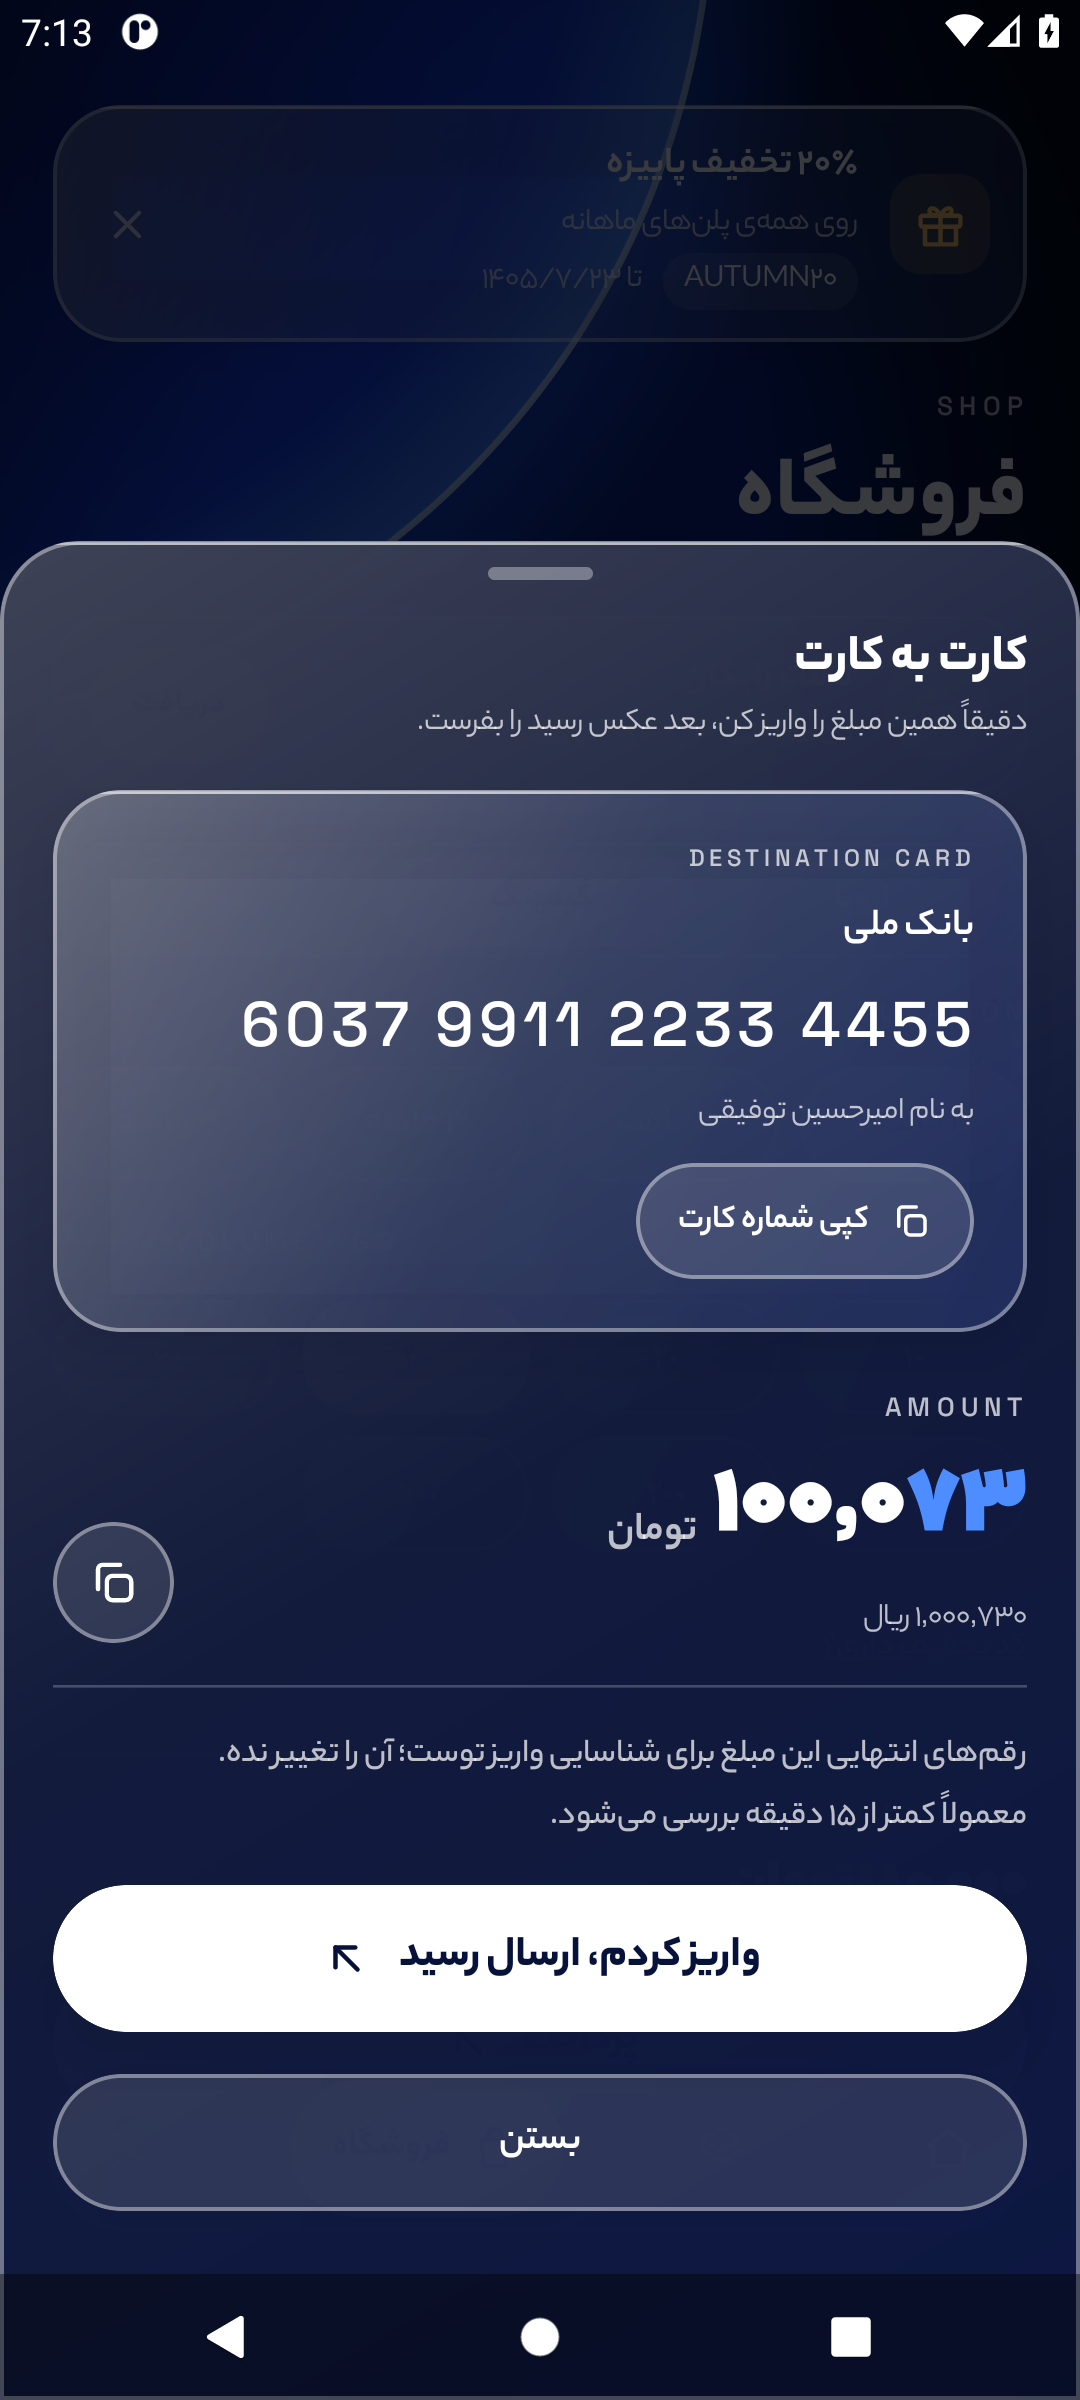 7:13
۲۰% تخفیف پاییزه
روی همه‌ی پلن‌های ماهانه
AUTUMN۲۰ تا ۱۴۰۵/۷/۲۳
SHOP
فروشگاه
کارت به کارت
دقیقاً همین مبلغ را واریز کن، بعد عکس رسید را بفرست.
DESTINATION CARD
بانک ملی
6037 9911 2233 4455
به نام امیرحسین توفیقی
کپی شماره کارت
AMOUNT
۱۰۰,۰۷۳ تومان
۱,۰۰۰,۷۳۰ ریال
رقم‌های انتهایی این مبلغ برای شناسایی واریز توست؛ آن را تغییر نده.
معمولاً کمتر از ۱۵ دقیقه بررسی می‌شود.
واریز کردم، ارسال رسید
بستن